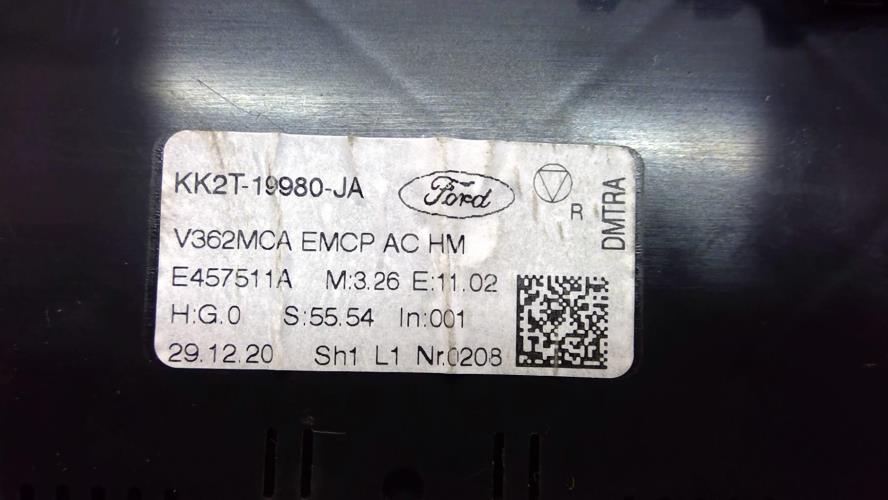 KK2T-19980-JA
Ford
R
DMTRA
V362MCA EMCP AC HM
E457511A M:3.26 E:11.02
H:G.0 S:55.54 In:001
29.12.20 Sh1 L1 Nr.0208